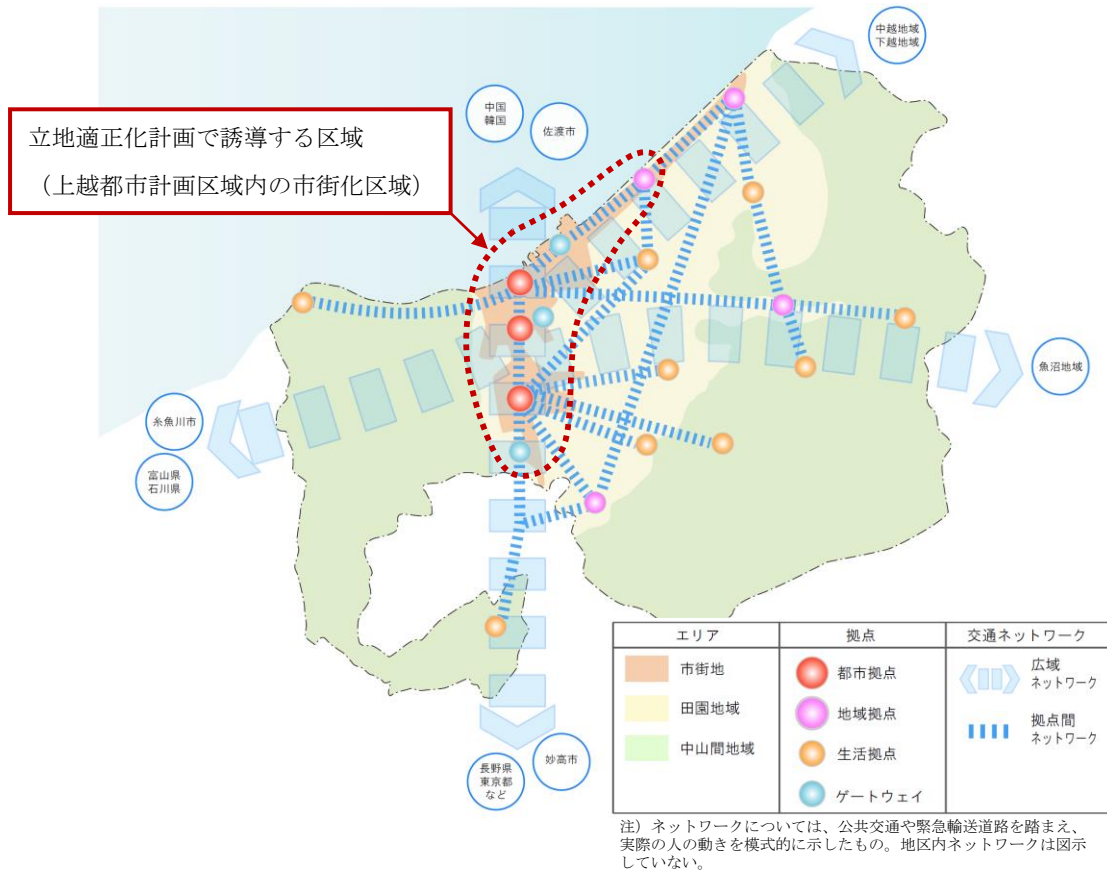 中越地域
下越地域
中国
韓国
佐渡市
立地適正化計画で誘導する区域
（上越都市計画区域内の市街化区域）
魚沼地域
糸魚川市
富山県
石川県
長野県
東京都
など
妙高市
エリア
市街地
田園地域
中山間地域
拠点
都市拠点
地域拠点
生活拠点
ゲートウェイ
交通ネットワーク
広域
ネットワーク
拠点間
ネットワーク
注）ネットワークについては、公共交通や緊急輸送道路を踏まえ、
実際の人の動きを模式的に示したもの。地区内ネットワークは図示
していない。